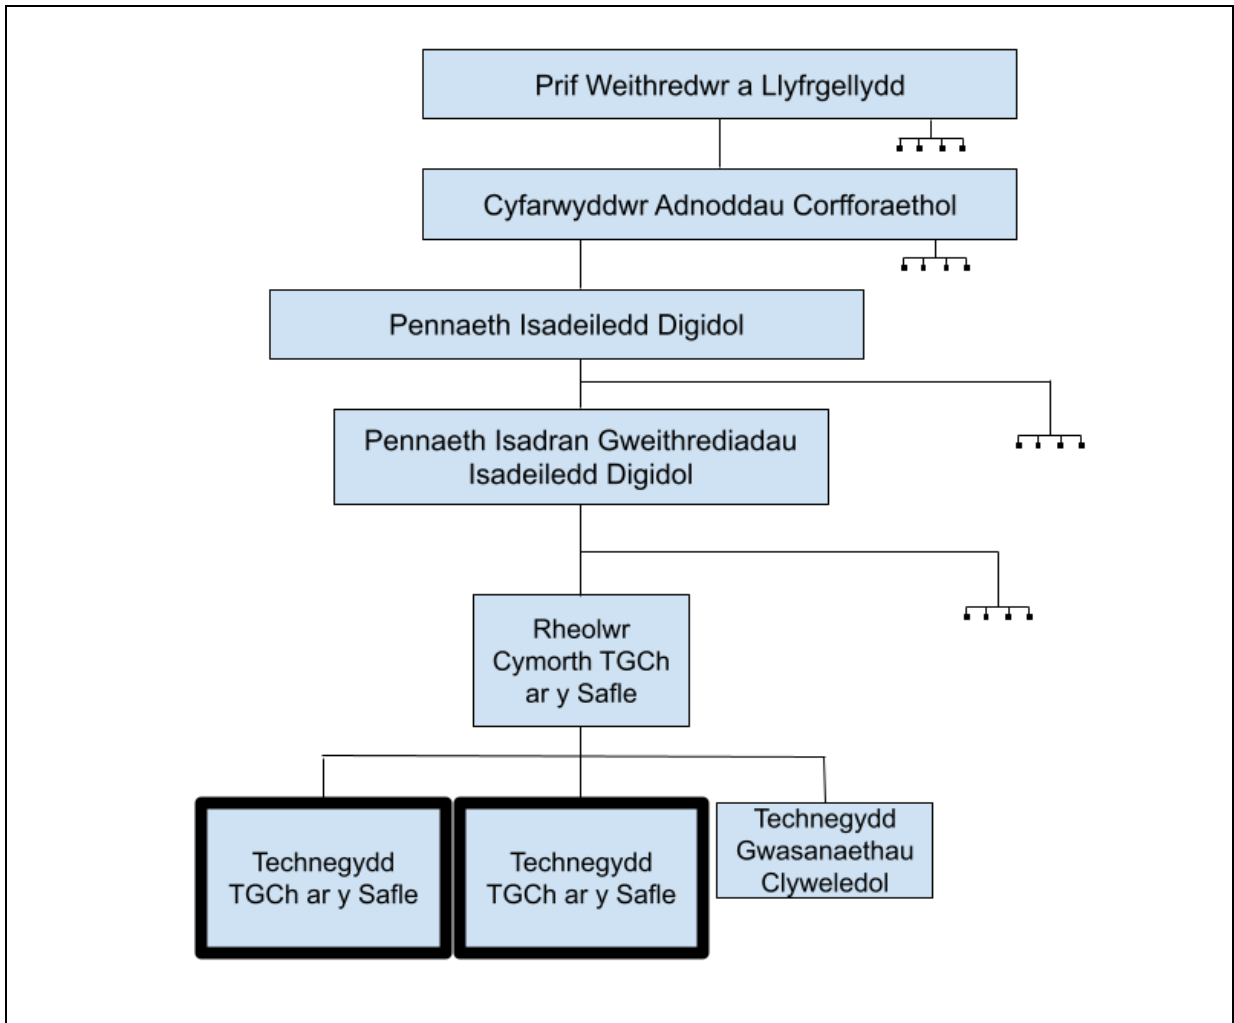 Prif Weithredwr a Llyfrgellydd
Cyfarwyddwr Adnoddau Corfforaethol
Pennaeth Isadeiledd Digidol
Pennaeth Isadran Gweithrediadau
Isadeiledd Digidol
Rheolwr
Cymorth TGCh
ar y Safle
Technegydd
TGCh ar y Safle
Technegydd
TGCh ar y Safle
Technegydd
Gwasanaethau
Clyweledol